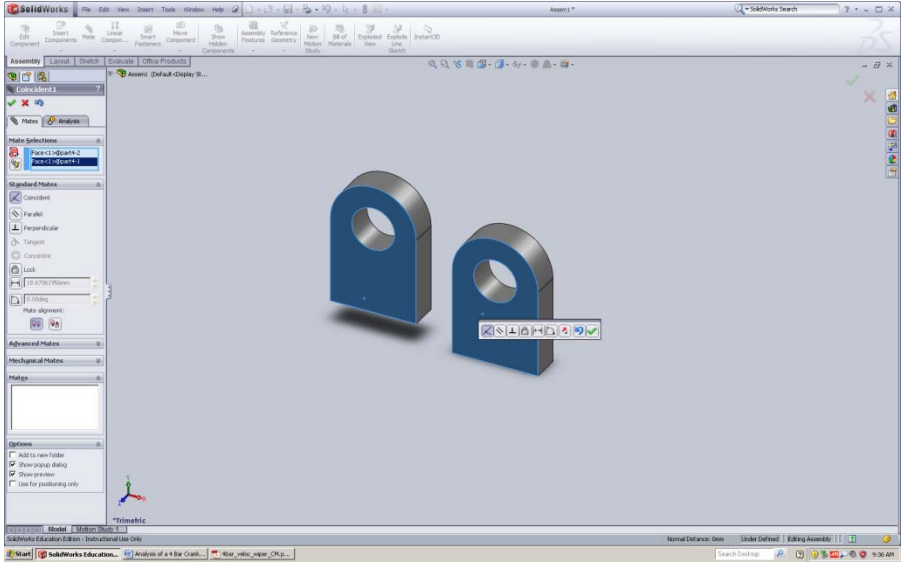 SolidWorks File Edit View Insert Tools Window Help Assem1 * SolidWorks Search
Edit Component Insert Components Mate Linear Compon... Smart Fasteners Move Component Show Hidden Components Assembly Features Reference Geometry New Motion Study Bill of Materials Exploded View Explode Line Sketch Instant3D
Assembly Layout Sketch Evaluate Office Products
Assem1 (Default<Display St...
Coincident1
Mates Analysis
Mate Selections
Face<1>@part4-2
Face<1>@part4-1
Standard Mates
Coincident
Parallel
Perpendicular
Tangent
Concentric
Lock
0.00deg
Mate alignment:
Advanced Mates
Mechanical Mates
Mates
Options
Add to new folder
Show popup dialog
Show preview
Use for positioning only
*Trimetric
Model Motion Study 1
SolidWorks Education Edition - Instructional Use Only Normal Distance: 0mm Under Defined Editing Assembly
Start SolidWorks Education... Analysis of a 4 Bar Crank... 4bar_veloc_wiper_CM.p... Search Desktop 9:36 AM